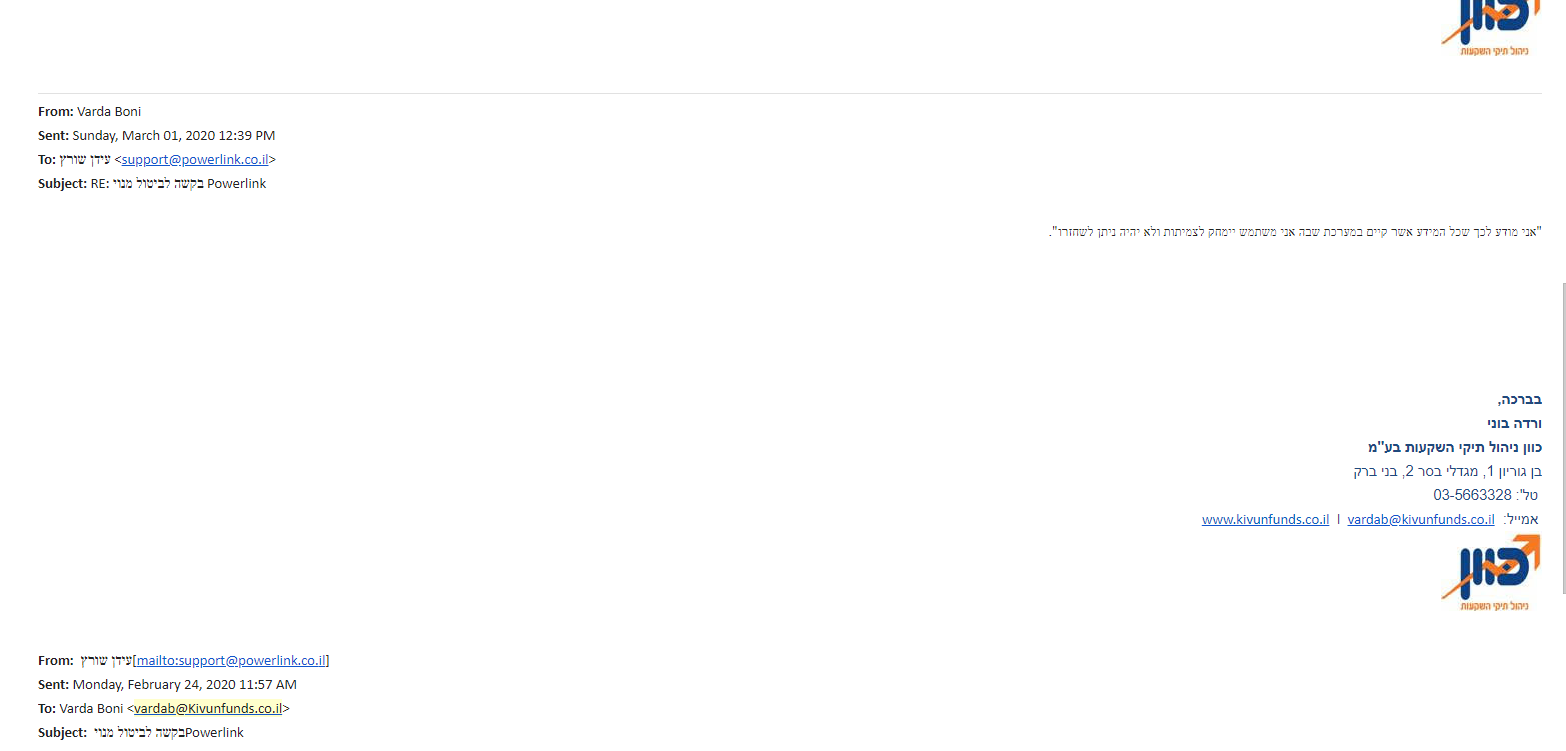 כוון
ניהול תיקי השקעות
From: Varda Boni
Sent: Sunday, March 01, 2020 12:39 PM
To: עידן שורץ <support@powerlink.co.il>
Subject: RE: בקשה לביטול מנוי Powerlink
"אני מודע לכך שכל המידע אשר קיים במערכת שבה אני משתמש יימחק לצמיתות ולא יהיה ניתן לשחזרו".
בברכה,
ורדה בוני
כוון ניהול תיקי השקעות בע"מ
בן גוריון 1, מגדלי בסר 2, בני ברק
טל': 03-5663328
אמייל: vardab@kivunfunds.co.il | www.kivunfunds.co.il
כוון
ניהול תיקי השקעות
From: עידן שורץ[mailto:support@powerlink.co.il]
Sent: Monday, February 24, 2020 11:57 AM
To: Varda Boni <vardab@Kivunfunds.co.il>
Subject: בקשה לביטול מנויPowerlink